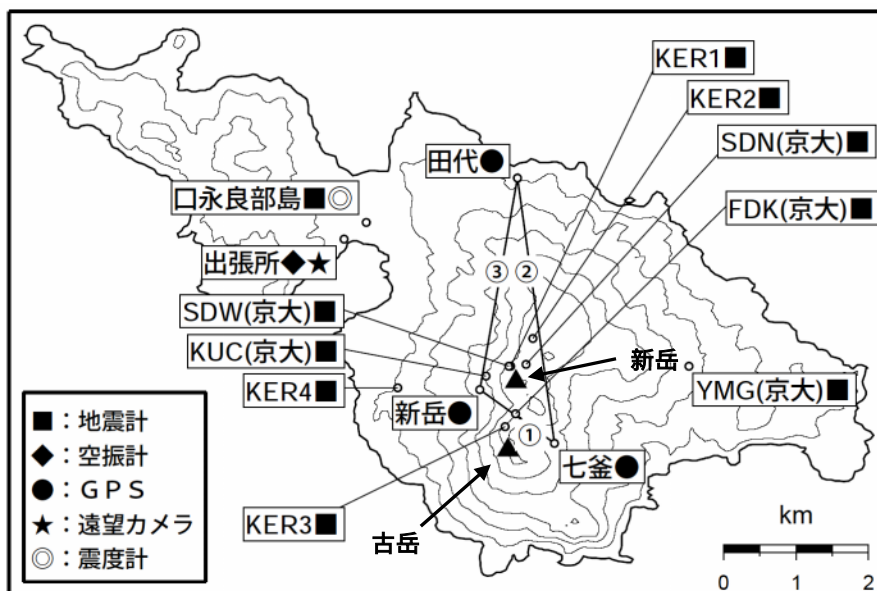 KER1■
KER2■
SDN(京大)■
FDK(京大)■
田代●
口永良部島■◎
出張所◆★
③
②
SDW(京大)■
KUC(京大)■
KER4■
新岳
YMG(京大)■
新岳●
①
七釜●
KER3■
古岳
■：地震計
◆：空振計
●：ＧＰＳ
★：遠望カメラ
◎：震度計
km
0 1 2